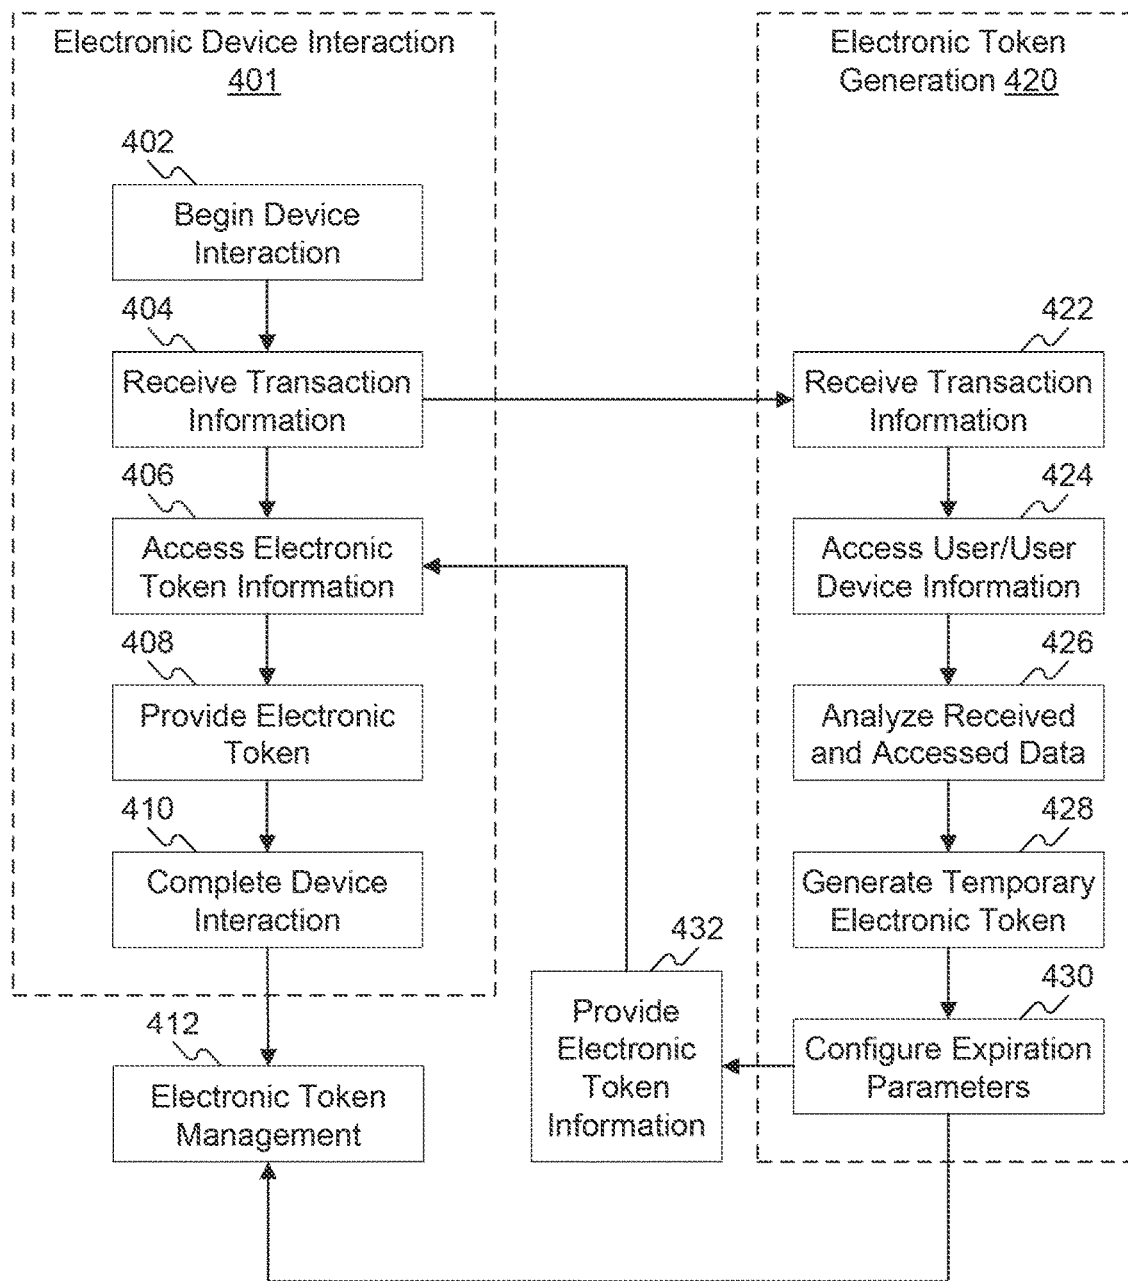 Electronic Device Interaction
401
402
Begin Device
Interaction
404
Receive Transaction
Information
406
Access Electronic
Token Information
408
Provide Electronic
Token
410
Complete Device
Interaction
412
Electronic Token
Management
432
Provide
Electronic
Token
Information
Electronic Token
Generation 420
422
Receive Transaction
Information
424
Access User/User
Device Information
426
Analyze Received
and Accessed Data
428
Generate Temporary
Electronic Token
430
Configure Expiration
Parameters